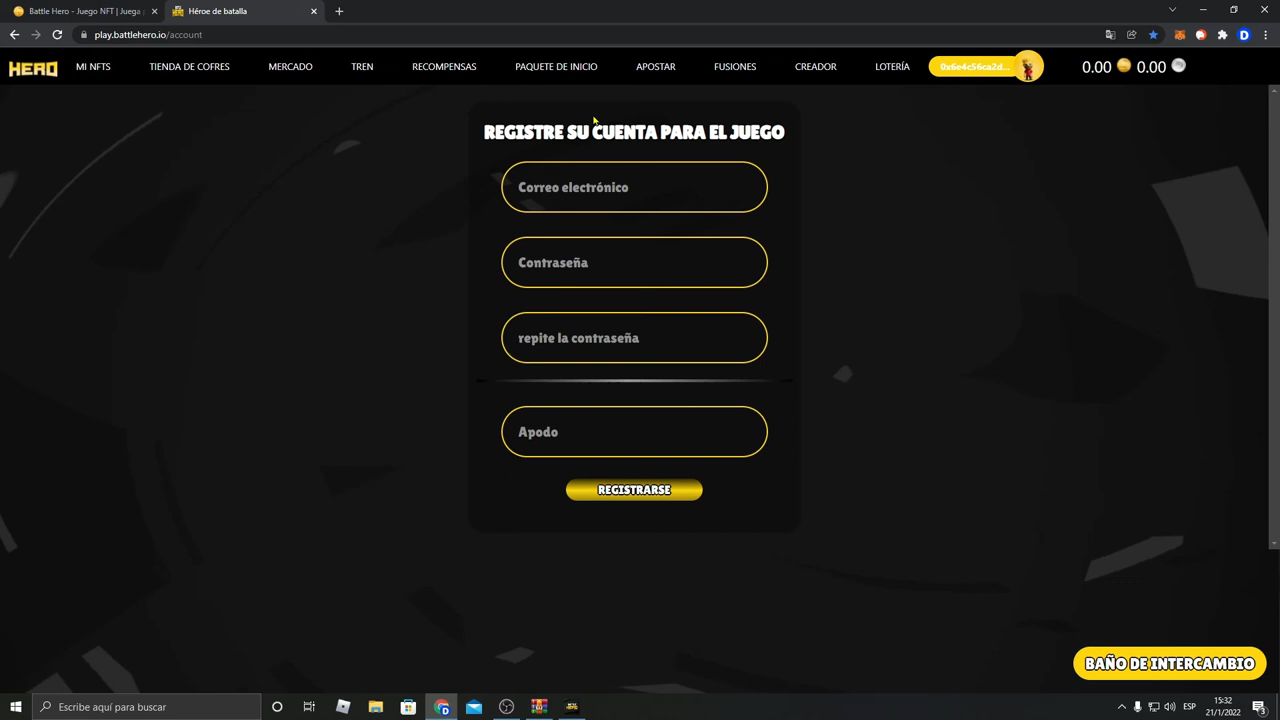 Battle Hero - Juego NFT | Juega
Héroe de batalla
play.battlehero.io/account
HERO
MI NFTS
TIENDA DE COFRES
MERCADO
TREN
RECOMPENSAS
PAQUETE DE INICIO
APOSTAR
FUSIONES
CREADOR
LOTERÍA
0x6e4c56ca2d...
0.00
0.00
REGISTRE SU CUENTA PARA EL JUEGO
Correo electrónico
Contraseña
repite la contraseña
Apodo
REGISTRARSE
BAÑO DE INTERCAMBIO
Escribe aquí para buscar
ESP
15:32
21/1/2022